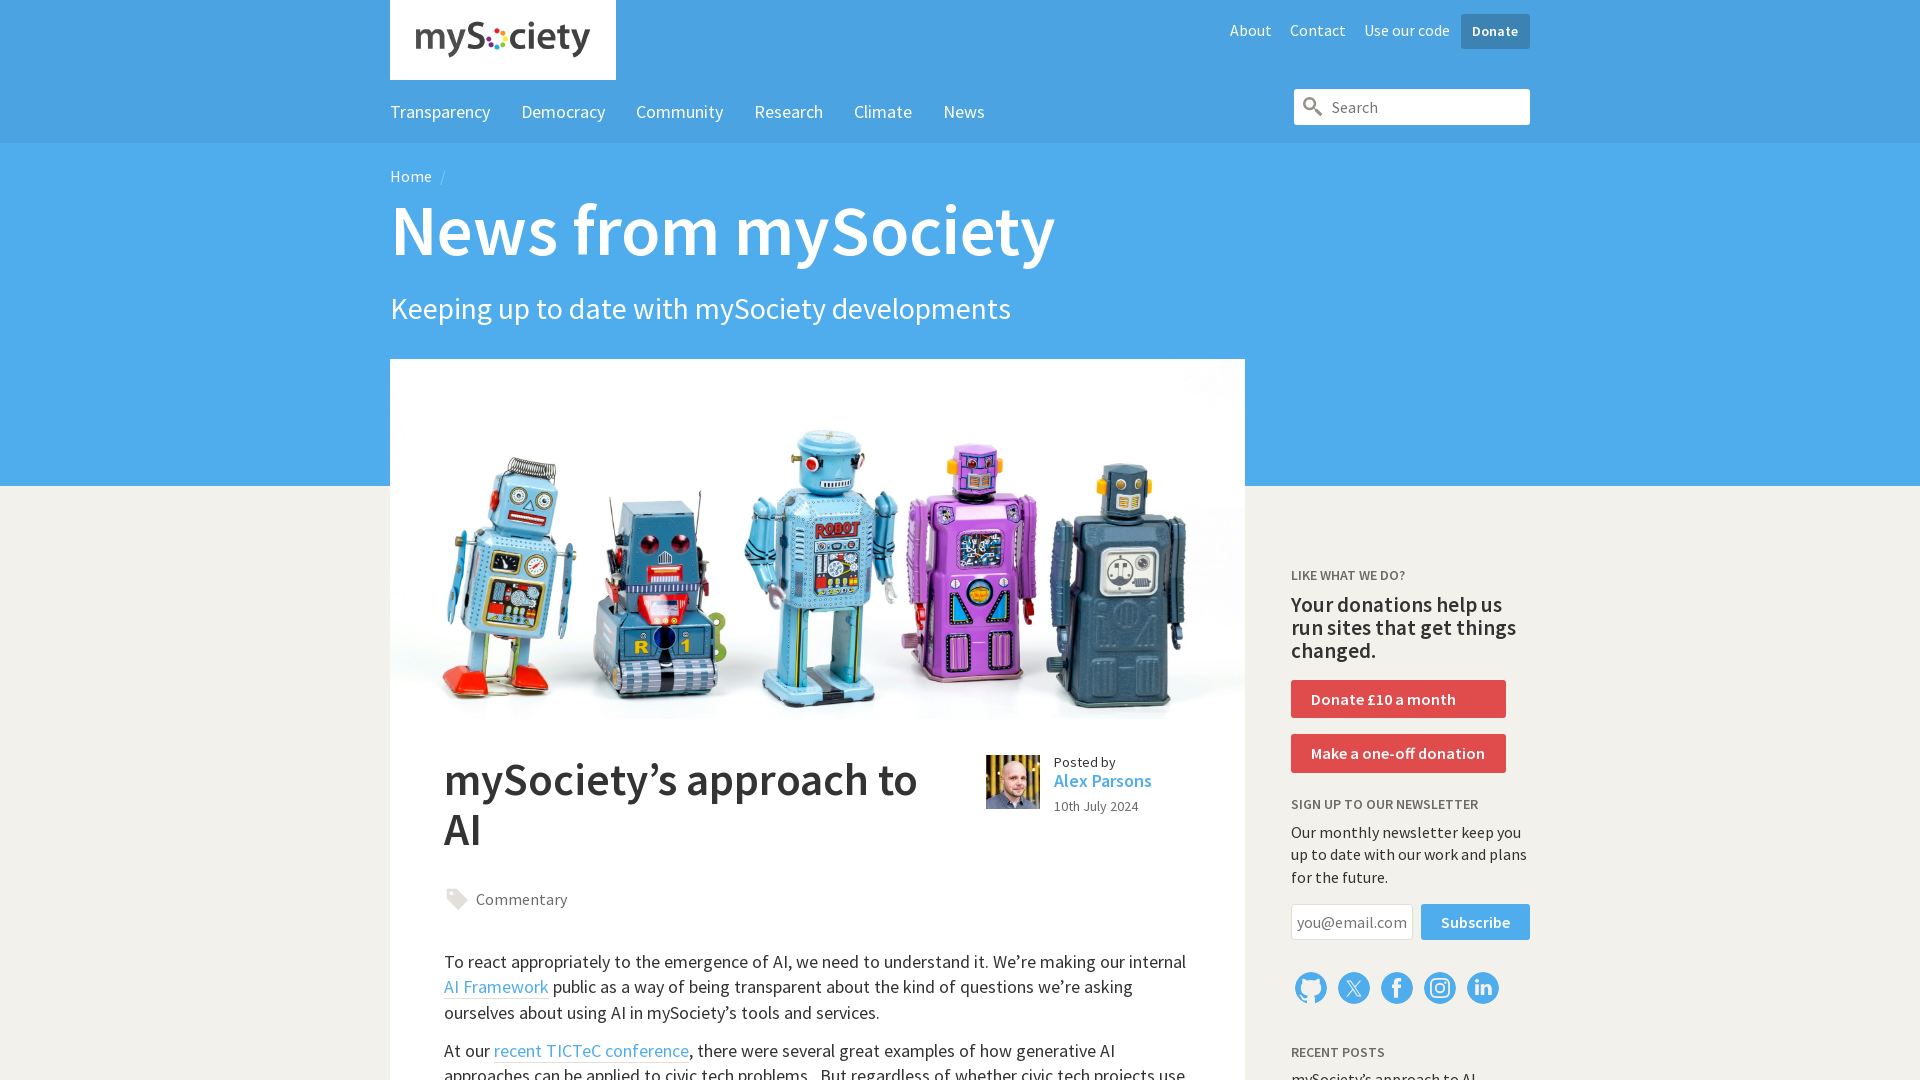 mySociety
About Contact Use our code Donate
Transparency Democracy Community Research Climate News
Search
Home /
News from mySociety
Keeping up to date with mySociety developments
ROBOT
R 1
mySociety’s approach to
AI
Posted by
Alex Parsons
10th July 2024
Commentary
To react appropriately to the emergence of AI, we need to understand it. We’re making our internal
AI Framework public as a way of being transparent about the kind of questions we’re asking
ourselves about using AI in mySociety’s tools and services.
At our recent TICTeC conference, there were several great examples of how generative AI
approaches can be applied to civic tech problems. But regardless of whether civic tech projects use
LIKE WHAT WE DO?
Your donations help us
run sites that get things
changed.
Donate £10 a month
Make a one-off donation
SIGN UP TO OUR NEWSLETTER
Our monthly newsletter keep you
up to date with our work and plans
for the future.
you@email.com Subscribe
RECENT POSTS
mySociety’s approach to AI